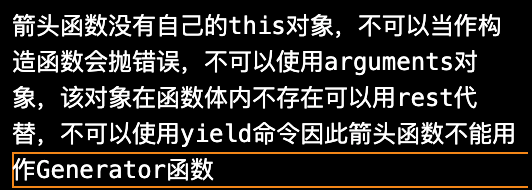 箭头函数没有自己的this对象，不可以当作构
造函数会抛错误，不可以使用arguments对
象，该对象在函数体内不存在可以用rest代
替，不可以使用yield命令因此箭头函数不能用
作Generator函数